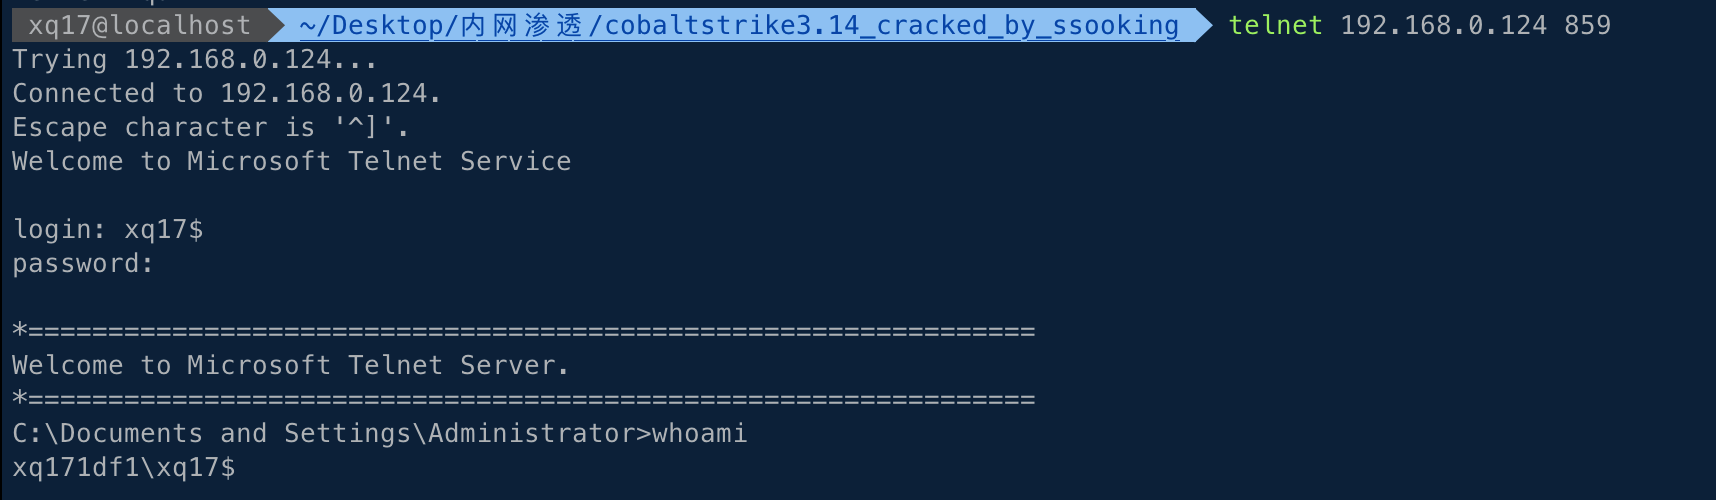 xq17@localhost ~/Desktop/内网渗透/cobaltstrike3.14_cracked_by_ssooking telnet 192.168.0.124 859
Trying 192.168.0.124...
Connected to 192.168.0.124.
Escape character is '^]'.
Welcome to Microsoft Telnet Service
login: xq17$
password:
*===============================================================
Welcome to Microsoft Telnet Server.
*===============================================================
C:\Documents and Settings\Administrator>whoami
xq171df1\xq17$